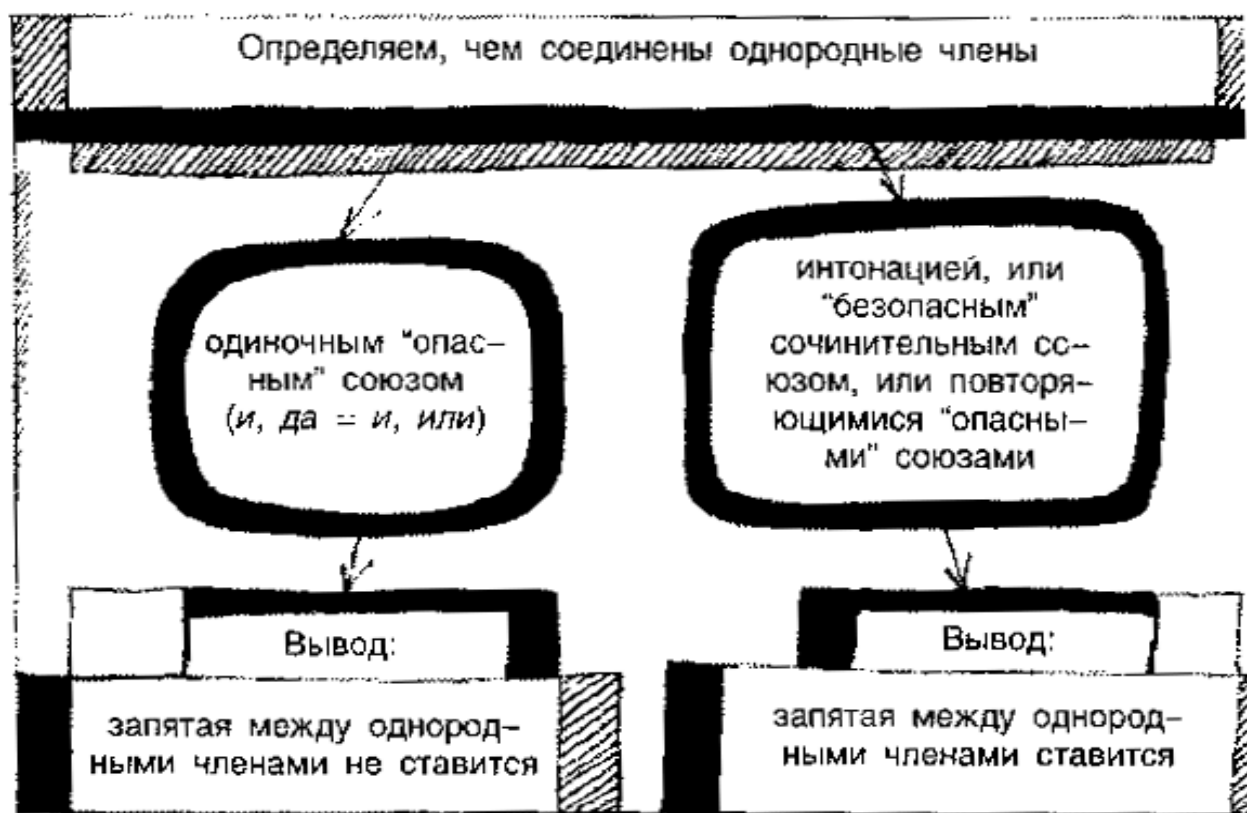 Определяем, чем соединены однородные члены
одиночным "опас-
ным" союзом
(и, да = и, или)
интонацией, или
"безопасным"
сочинительным со-
юзом, или повторя-
ющимися "опасны-
ми" союзами
Вывод:
запятая между однород-
ными членами не ставится
Вывод:
запятая между однород-
ными членами ставится